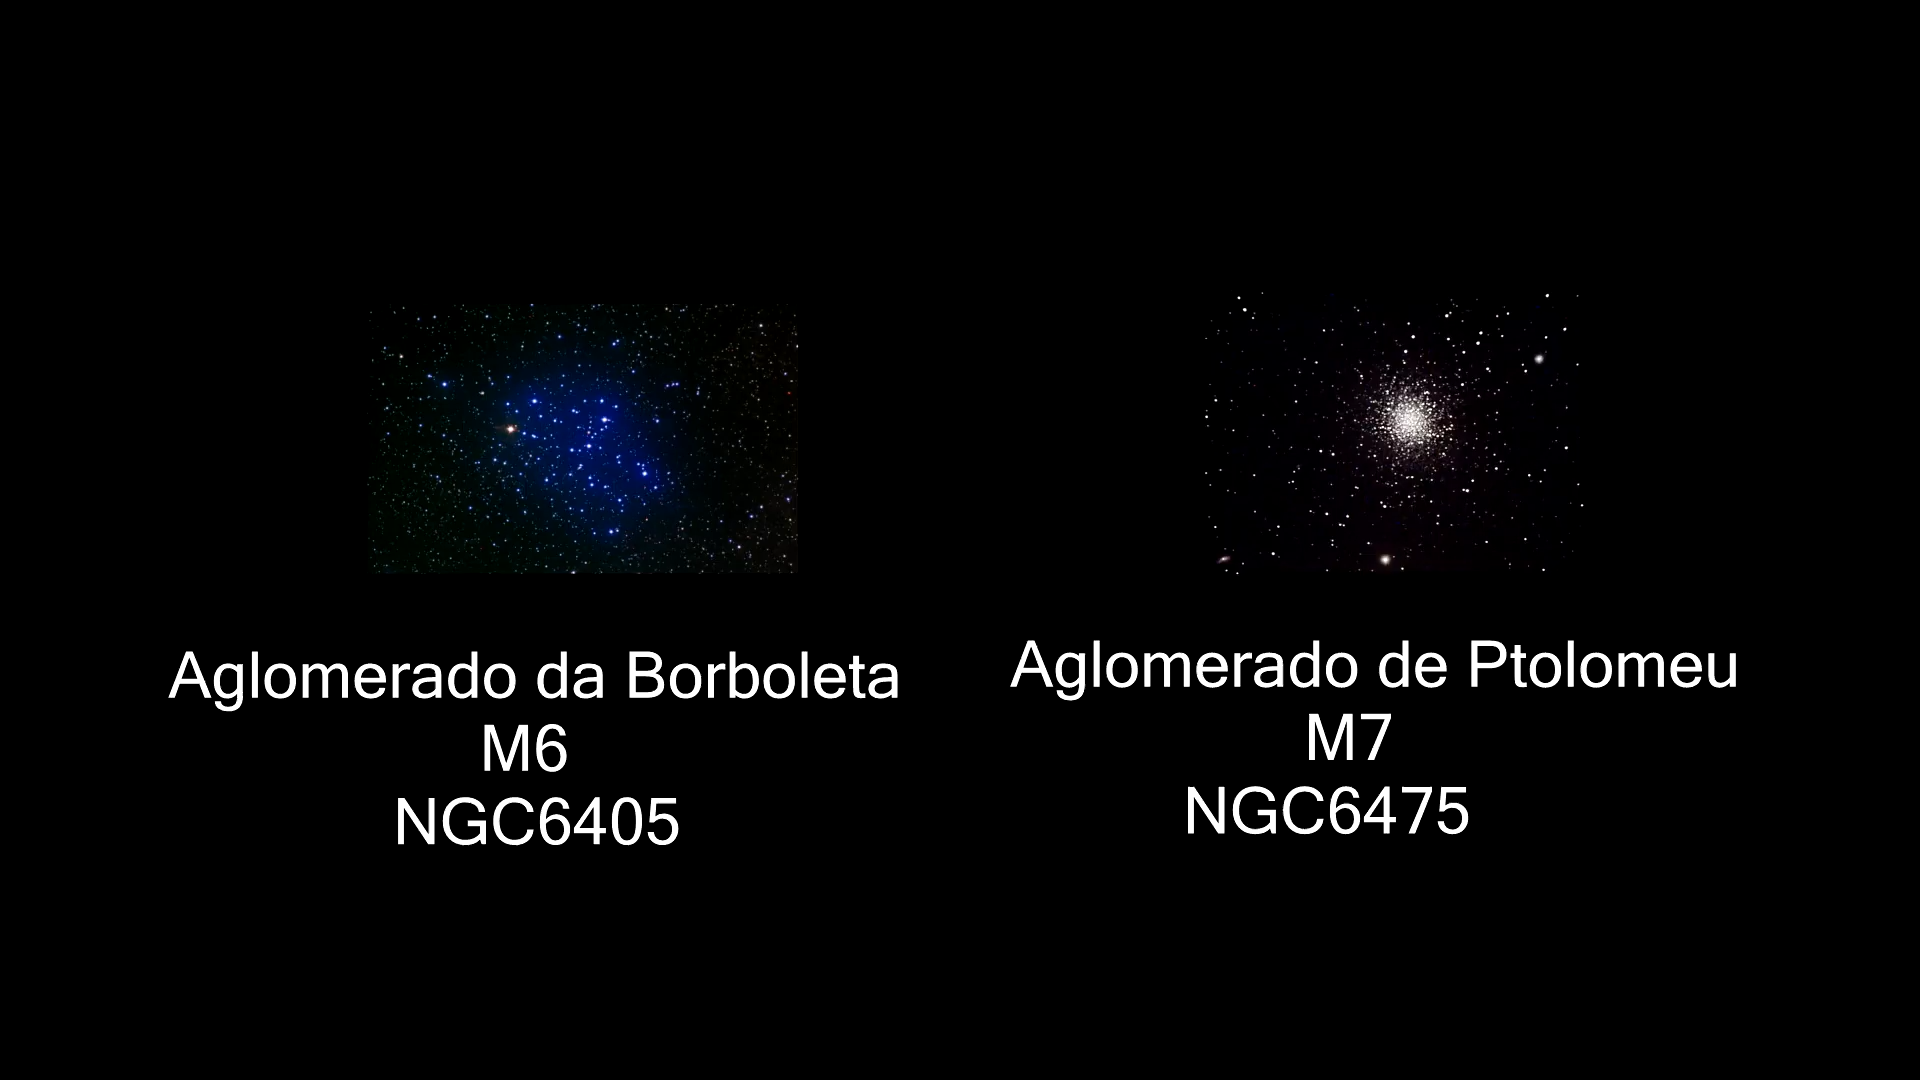 Aglomerado da Borboleta
M6
NGC6405
Aglomerado de Ptolomeu
M7
NGC6475